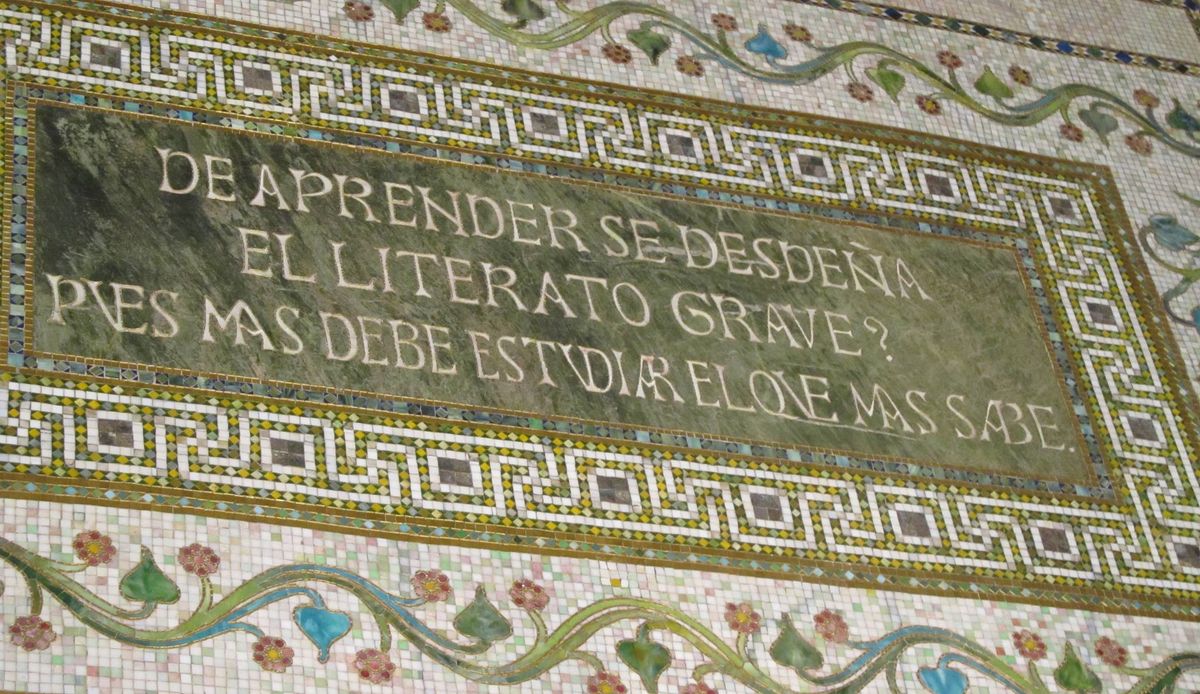 DE APRENDER SE DESDEÑA
EL LITERATO GRAVE?
PVES MAS DEBE ESTVDIAR EL QVE MAS SABE.